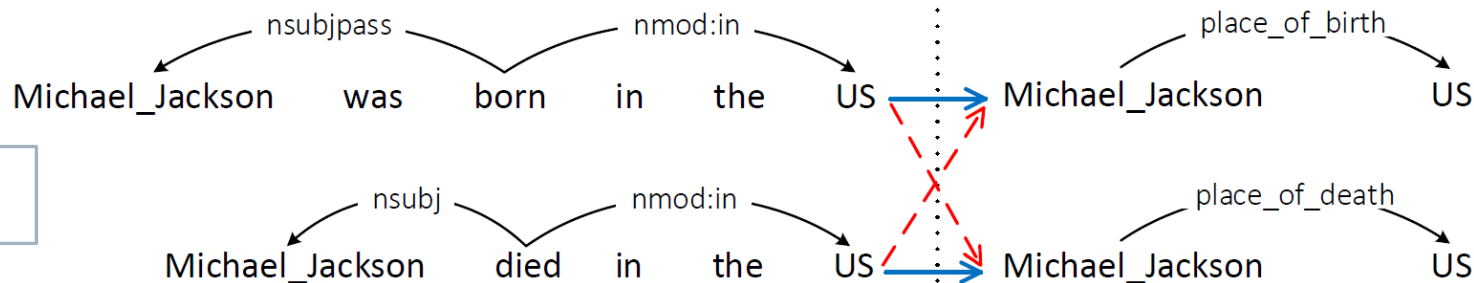 nsubjpass nmod:in place_of_birth
Michael_Jackson was born in the US Michael_Jackson US
nsubj nmod:in place_of_death
Michael_Jackson died in the US Michael_Jackson US